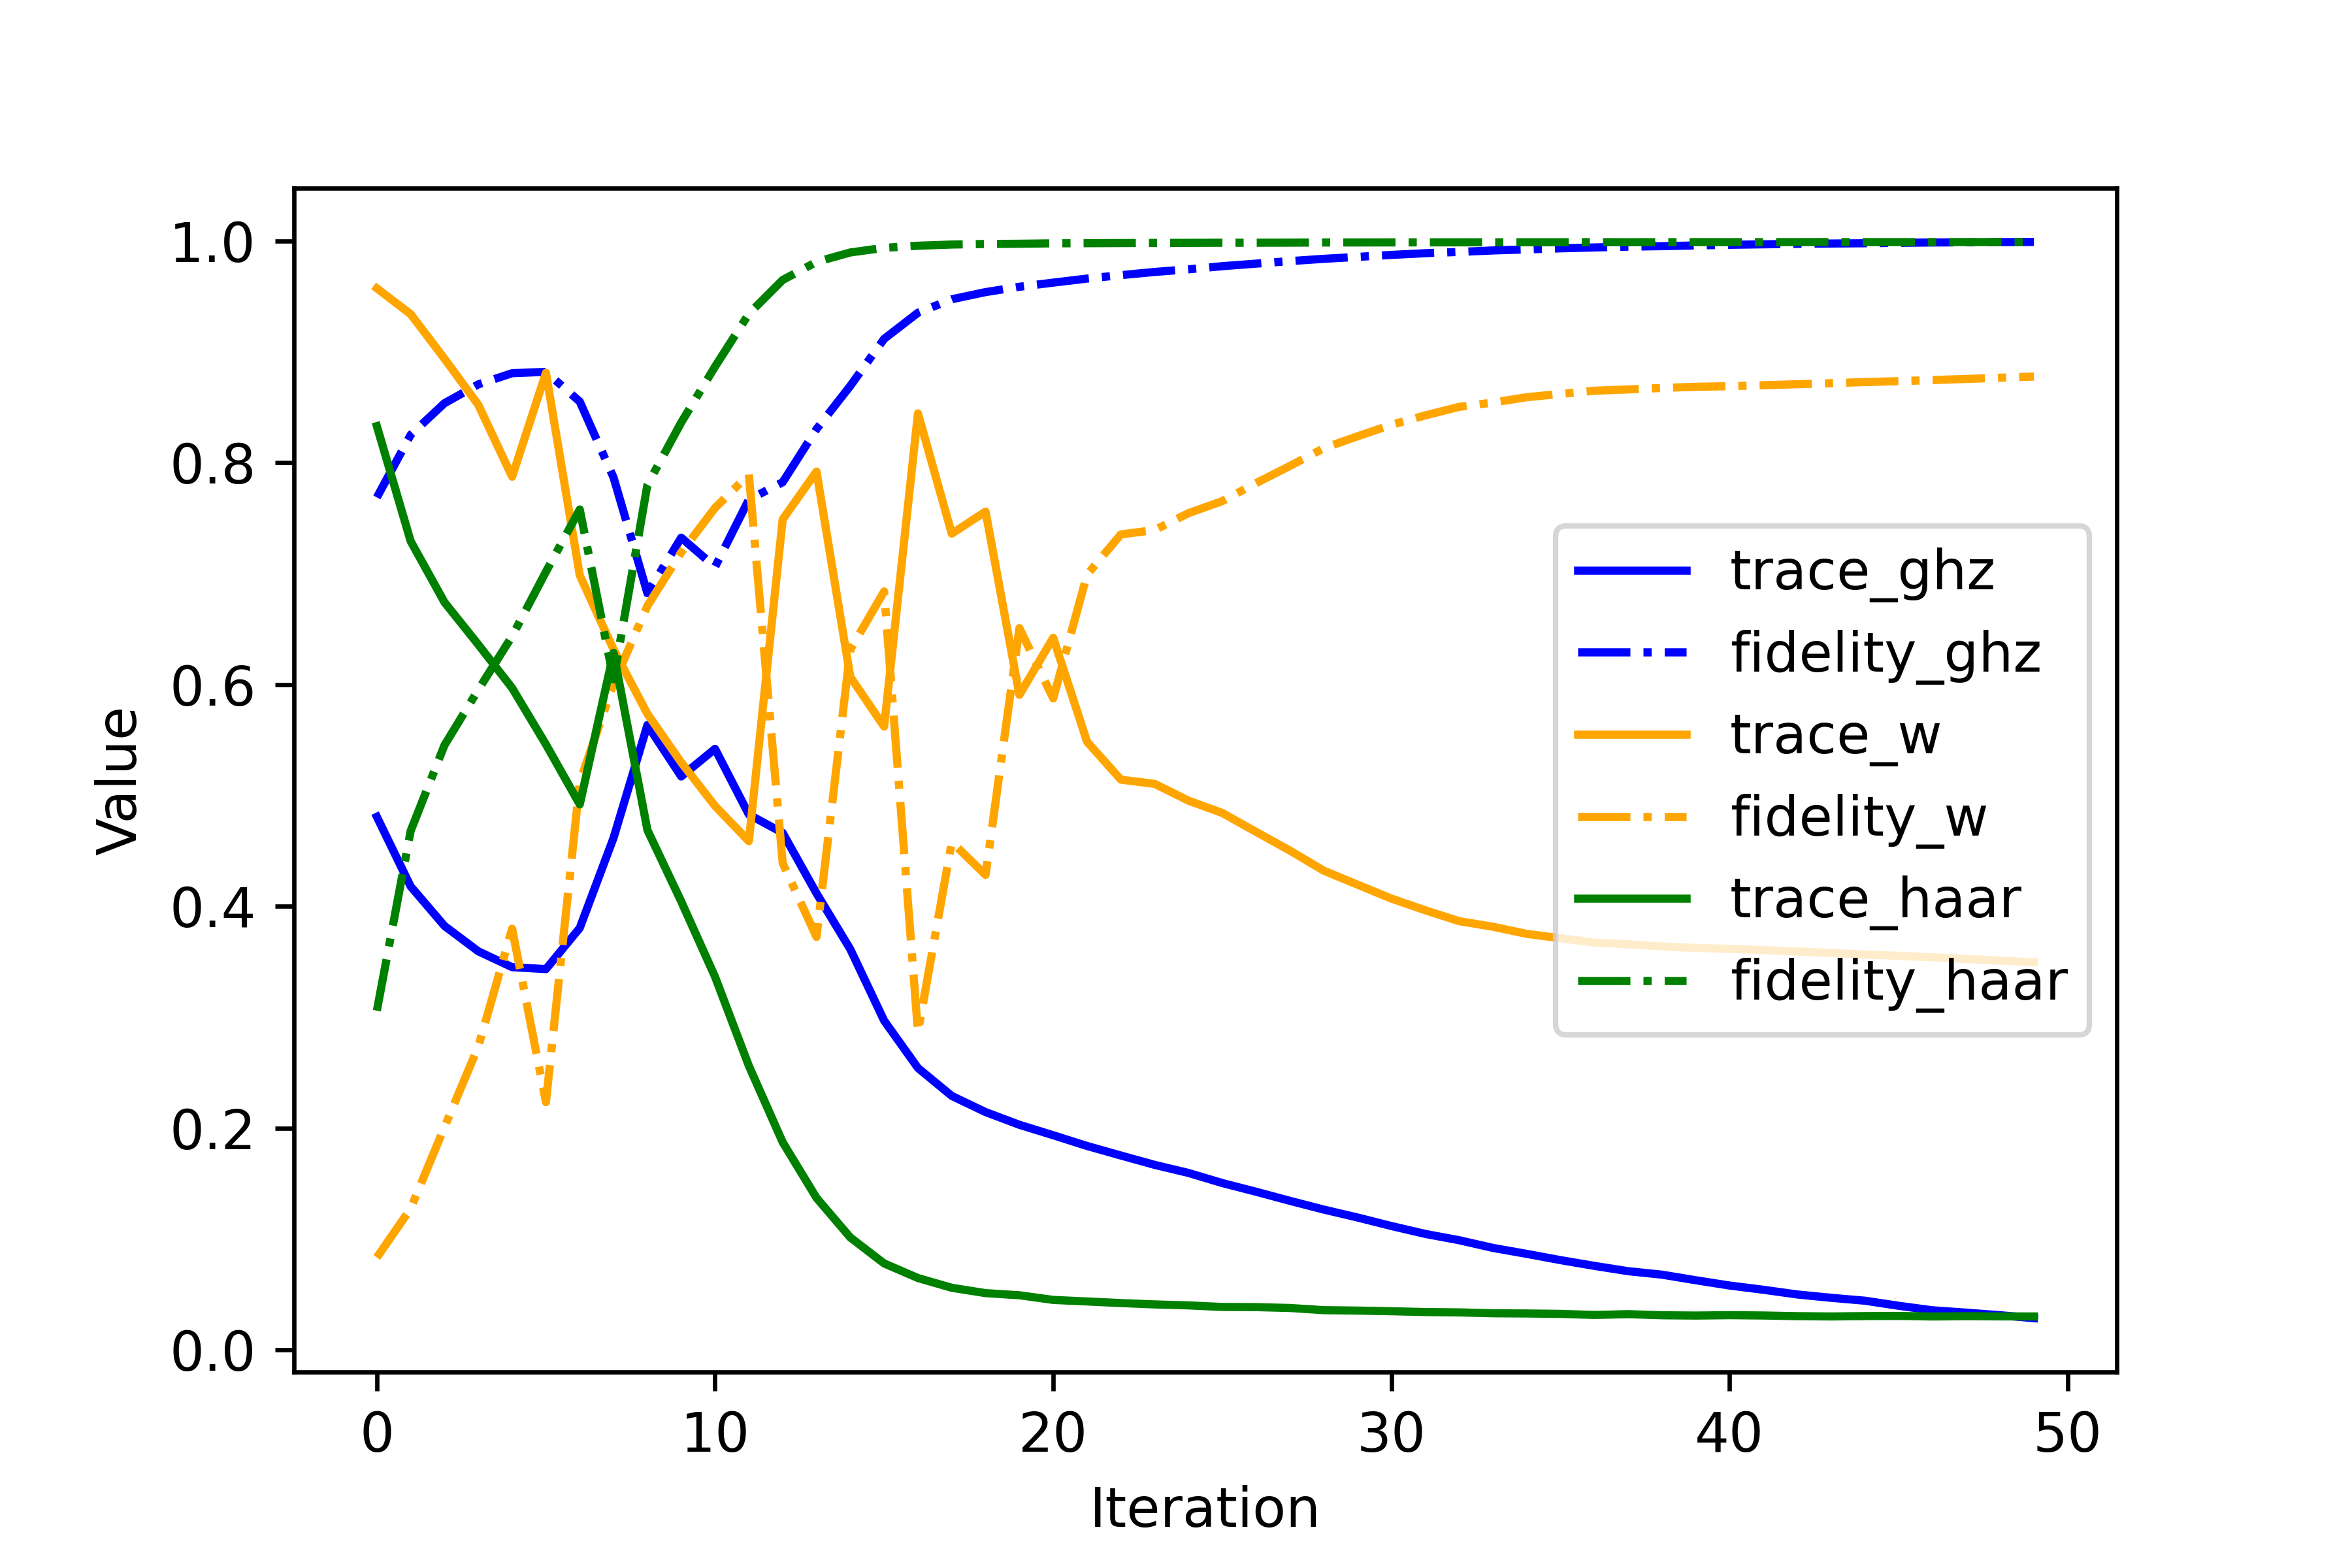 1.0
0.8
0.6
0.4
0.2
0.0
Value
trace_ghz
fidelity_ghz
trace_w
fidelity_w
trace_haar
fidelity_haar
0 10 20 30 40 50
Iteration